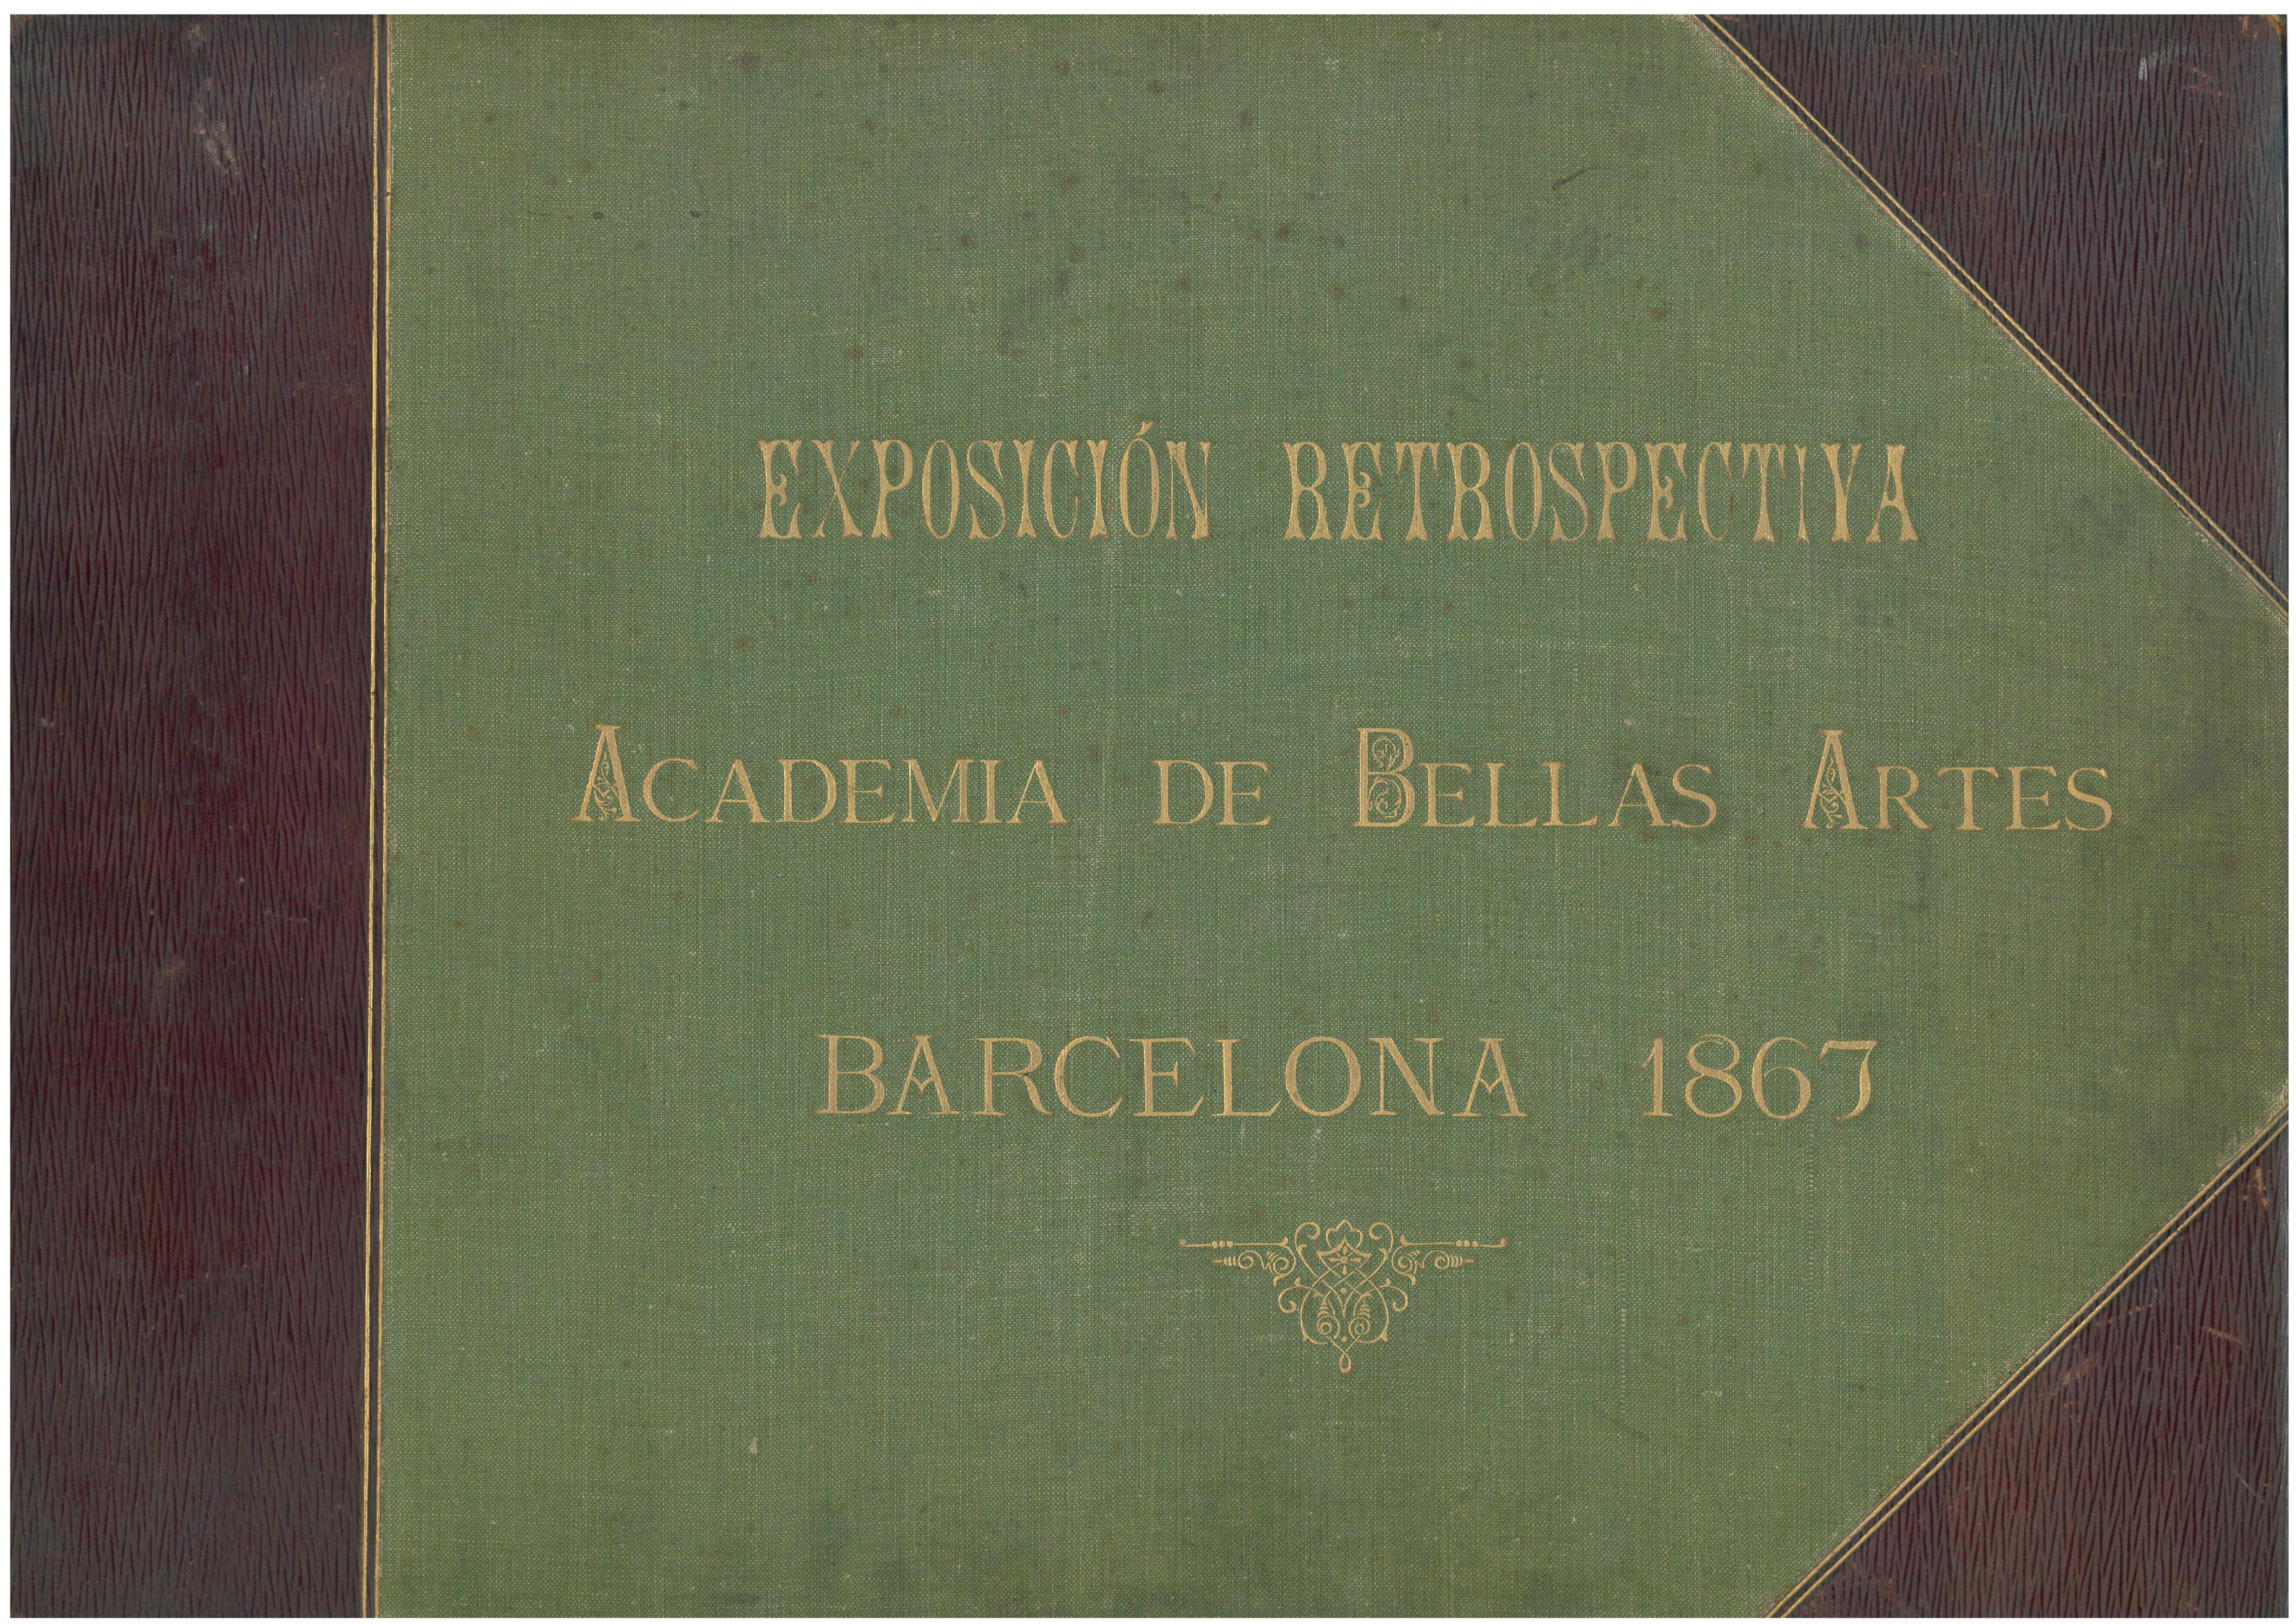 EXPOSICIÓN RETROSPECTIVA
ACADEMIA DE BELLAS ARTES
BARCELONA 1867